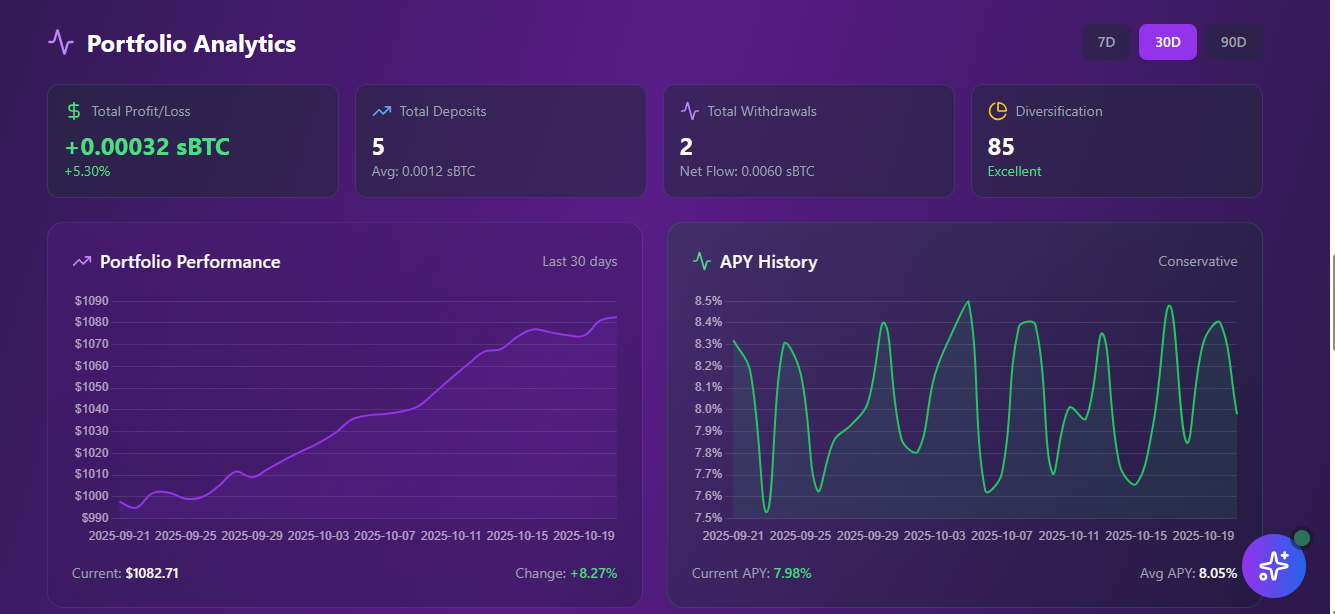 Portfolio Analytics
7D 30D 90D
Total Profit/Loss
+0.00032 sBTC
+5.30%
Total Deposits
5
Avg: 0.0012 sBTC
Total Withdrawals
2
Net Flow: 0.0060 sBTC
Diversification
85
Excellent
Portfolio Performance
Last 30 days
$1090
$1080
$1070
$1060
$1050
$1040
$1030
$1020
$1010
$1000
$990
2025-09-21 2025-09-25 2025-09-29 2025-10-03 2025-10-07 2025-10-11 2025-10-15 2025-10-19
Current: $1082.71
Change: +8.27%
APY History
Conservative
8.5%
8.4%
8.3%
8.2%
8.1%
8.0%
7.9%
7.8%
7.7%
7.6%
7.5%
2025-09-21 2025-09-25 2025-09-29 2025-10-03 2025-10-07 2025-10-11 2025-10-15 2025-10-19
Current APY: 7.98%
Avg APY: 8.05%